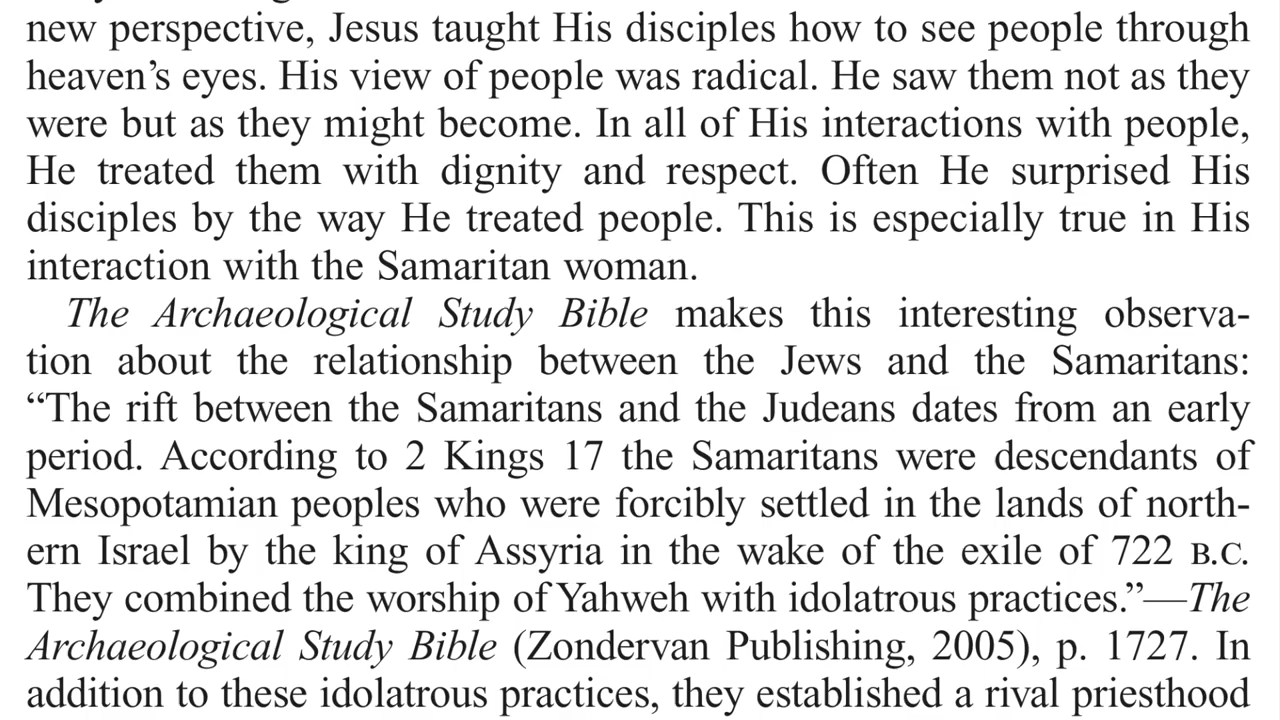 new perspective, Jesus taught His disciples how to see people through
heaven’s eyes. His view of people was radical. He saw them not as they
were but as they might become. In all of His interactions with people,
He treated them with dignity and respect. Often He surprised His
disciples by the way He treated people. This is especially true in His
interaction with the Samaritan woman.
The Archaeological Study Bible makes this interesting observa-
tion about the relationship between the Jews and the Samaritans:
“The rift between the Samaritans and the Judeans dates from an early
period. According to 2 Kings 17 the Samaritans were descendants of
Mesopotamian peoples who were forcibly settled in the lands of north-
ern Israel by the king of Assyria in the wake of the exile of 722 B.C.
They combined the worship of Yahweh with idolatrous practices.”—The
Archaeological Study Bible (Zondervan Publishing, 2005), p. 1727. In
addition to these idolatrous practices, they established a rival priesthood